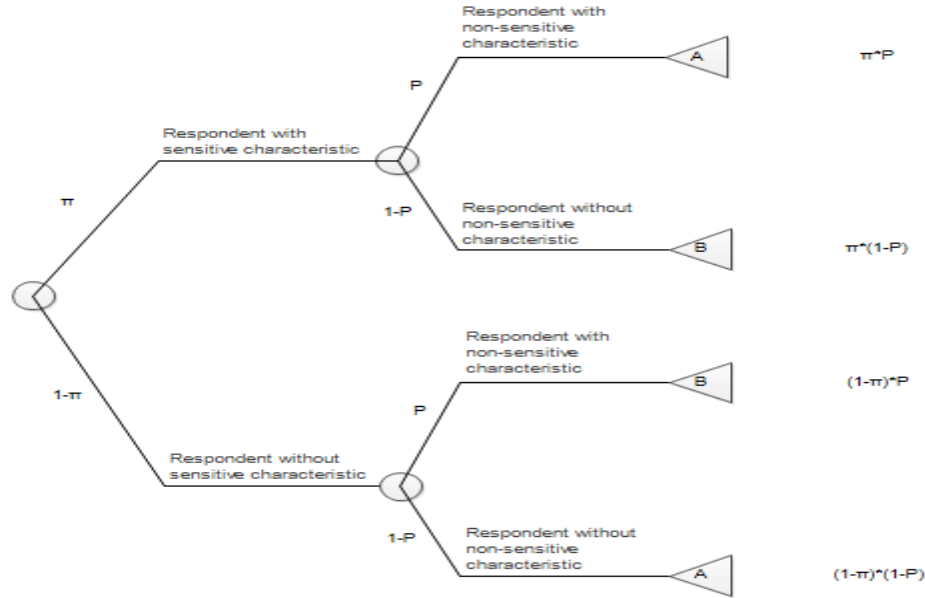 Respondent with
non-sensitive
characteristic
A
π*P
P
Respondent with
sensitive characteristic
π
1-P
Respondent without
non-sensitive
characteristic
B
π*(1-P)
Respondent with
non-sensitive
characteristic
B
(1-π)*P
1-π
P
Respondent without
sensitive characteristic
1-P
Respondent without
non-sensitive
characteristic
A
(1-π)*(1-P)